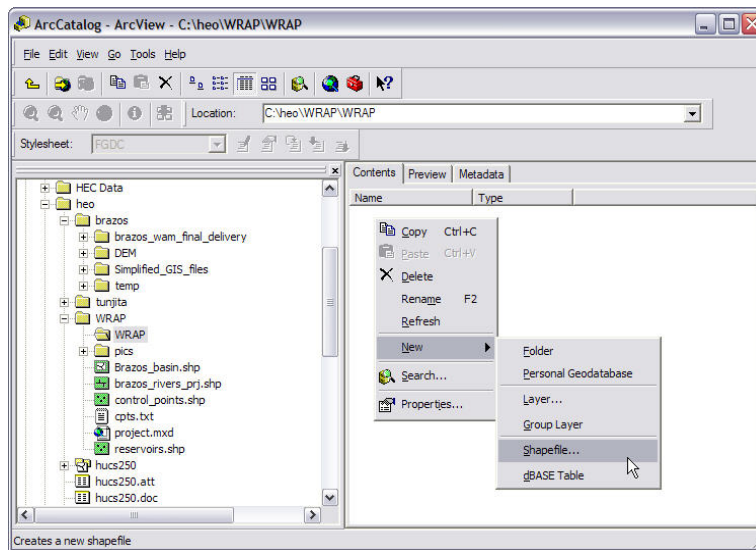 ArcCatalog - ArcView - C:\heo\WRAP\WRAP
File Edit View Go Tools Help
Location: C:\heo\WRAP\WRAP
Stylesheet: FGDC
HEC Data
heo
brazos
brazos_wam_final_delivery
DEM
Simplified_GIS_files
temp
tunjita
WRAP
WRAP
pics
Brazos_basin.shp
brazos_rivers_prj.shp
control_points.shp
cpts.txt
project.mxd
reservoirs.shp
hucs250
hucs250.att
hucs250.doc
Contents Preview Metadata
Name Type
Copy Ctrl+C
Paste Ctrl+V
Delete
Rename F2
Refresh
New
Search...
Properties...
Folder
Personal Geodatabase
Layer...
Group Layer
Shapefile...
dBASE Table
Creates a new shapefile